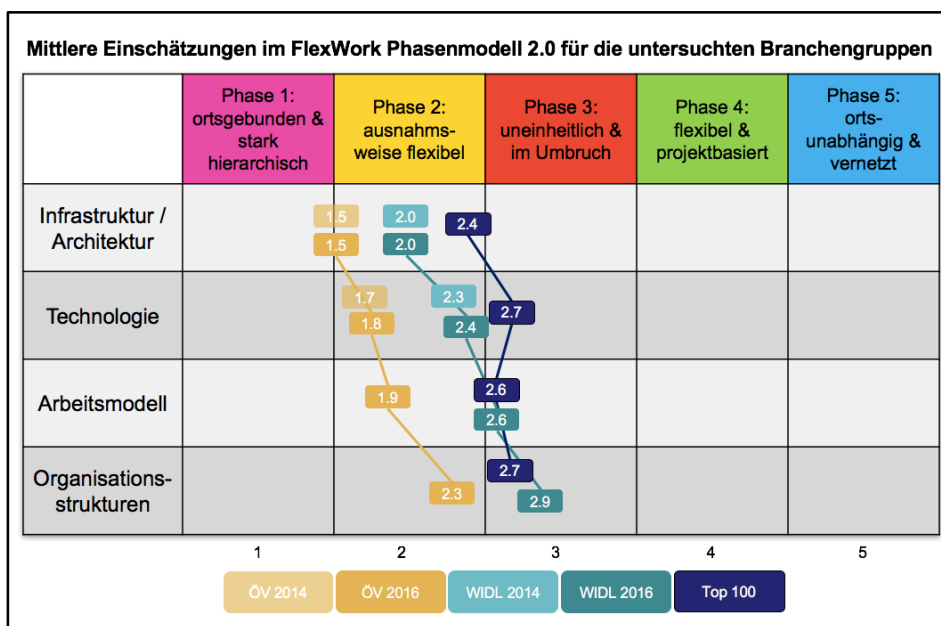 Mittlere Einschätzungen im FlexWork Phasenmodell 2.0 für die untersuchten Branchengruppen
Phase 1:
ortsgebunden &
stark
hierarchisch
Phase 2:
ausnahms-
weise flexibel
Phase 3:
uneinheitlich &
im Umbruch
Phase 4:
flexibel &
projektbasiert
Phase 5:
orts-
unabhängig &
vernetzt
Infrastruktur /
Architektur
1.5
2.0
2.4
1.5
2.0
Technologie
1.7
2.3
2.7
1.8
2.4
Arbeitsmodell
1.9
2.6
2.6
Organisations-
strukturen
2.3
2.7
2.9
1
2
3
4
5
ÖV 2014
ÖV 2016
WIDL 2014
WIDL 2016
Top 100